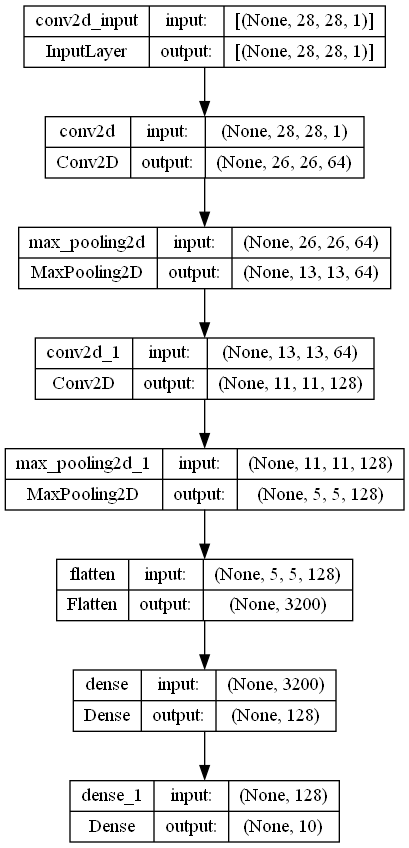 conv2d_input input: [(None, 28, 28, 1)]
InputLayer output: [(None, 28, 28, 1)]
conv2d input: (None, 28, 28, 1)
Conv2D output: (None, 26, 26, 64)
max_pooling2d input: (None, 26, 26, 64)
MaxPooling2D output: (None, 13, 13, 64)
conv2d_1 input: (None, 13, 13, 64)
Conv2D output: (None, 11, 11, 128)
max_pooling2d_1 input: (None, 11, 11, 128)
MaxPooling2D output: (None, 5, 5, 128)
flatten input: (None, 5, 5, 128)
Flatten output: (None, 3200)
dense input: (None, 3200)
Dense output: (None, 128)
dense_1 input: (None, 128)
Dense output: (None, 10)